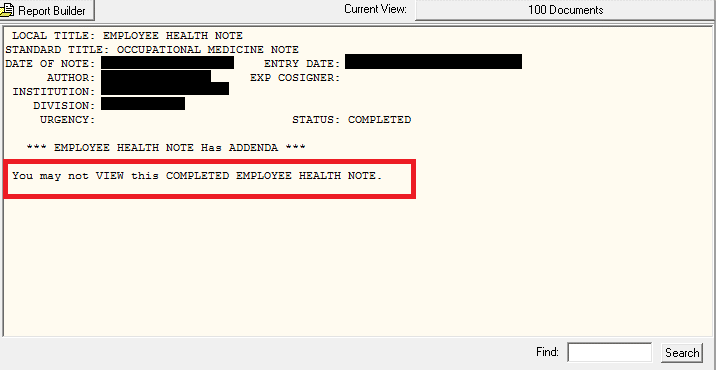 Report Builder Current View: 100 Documents
LOCAL TITLE: EMPLOYEE HEALTH NOTE
STANDARD TITLE: OCCUPATIONAL MEDICINE NOTE
DATE OF NOTE: ENTRY DATE:
AUTHOR: EXP COSIGNER:
INSTITUTION:
DIVISION:
URGENCY: STATUS: COMPLETED
*** EMPLOYEE HEALTH NOTE Has ADDENDA ***
You may not VIEW this COMPLETED EMPLOYEE HEALTH NOTE.
Find: Search